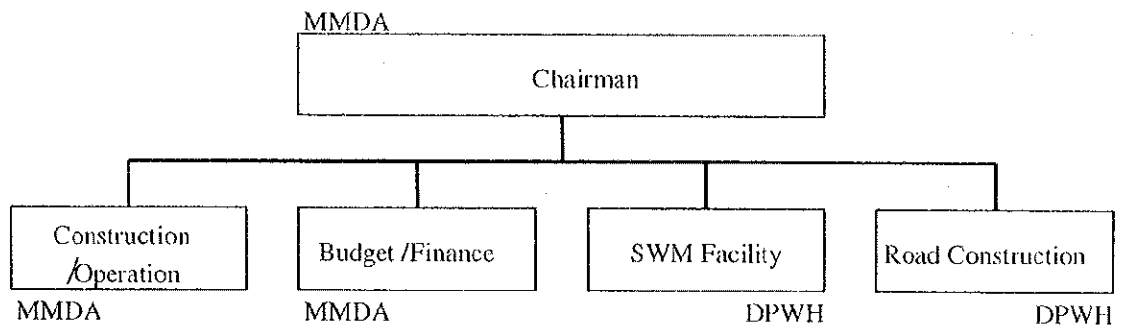 MMDA
Chairman
Construction
/Operation
Budget /Finance
SWM Facility
Road Construction
MMDA
MMDA
DPWH
DPWH